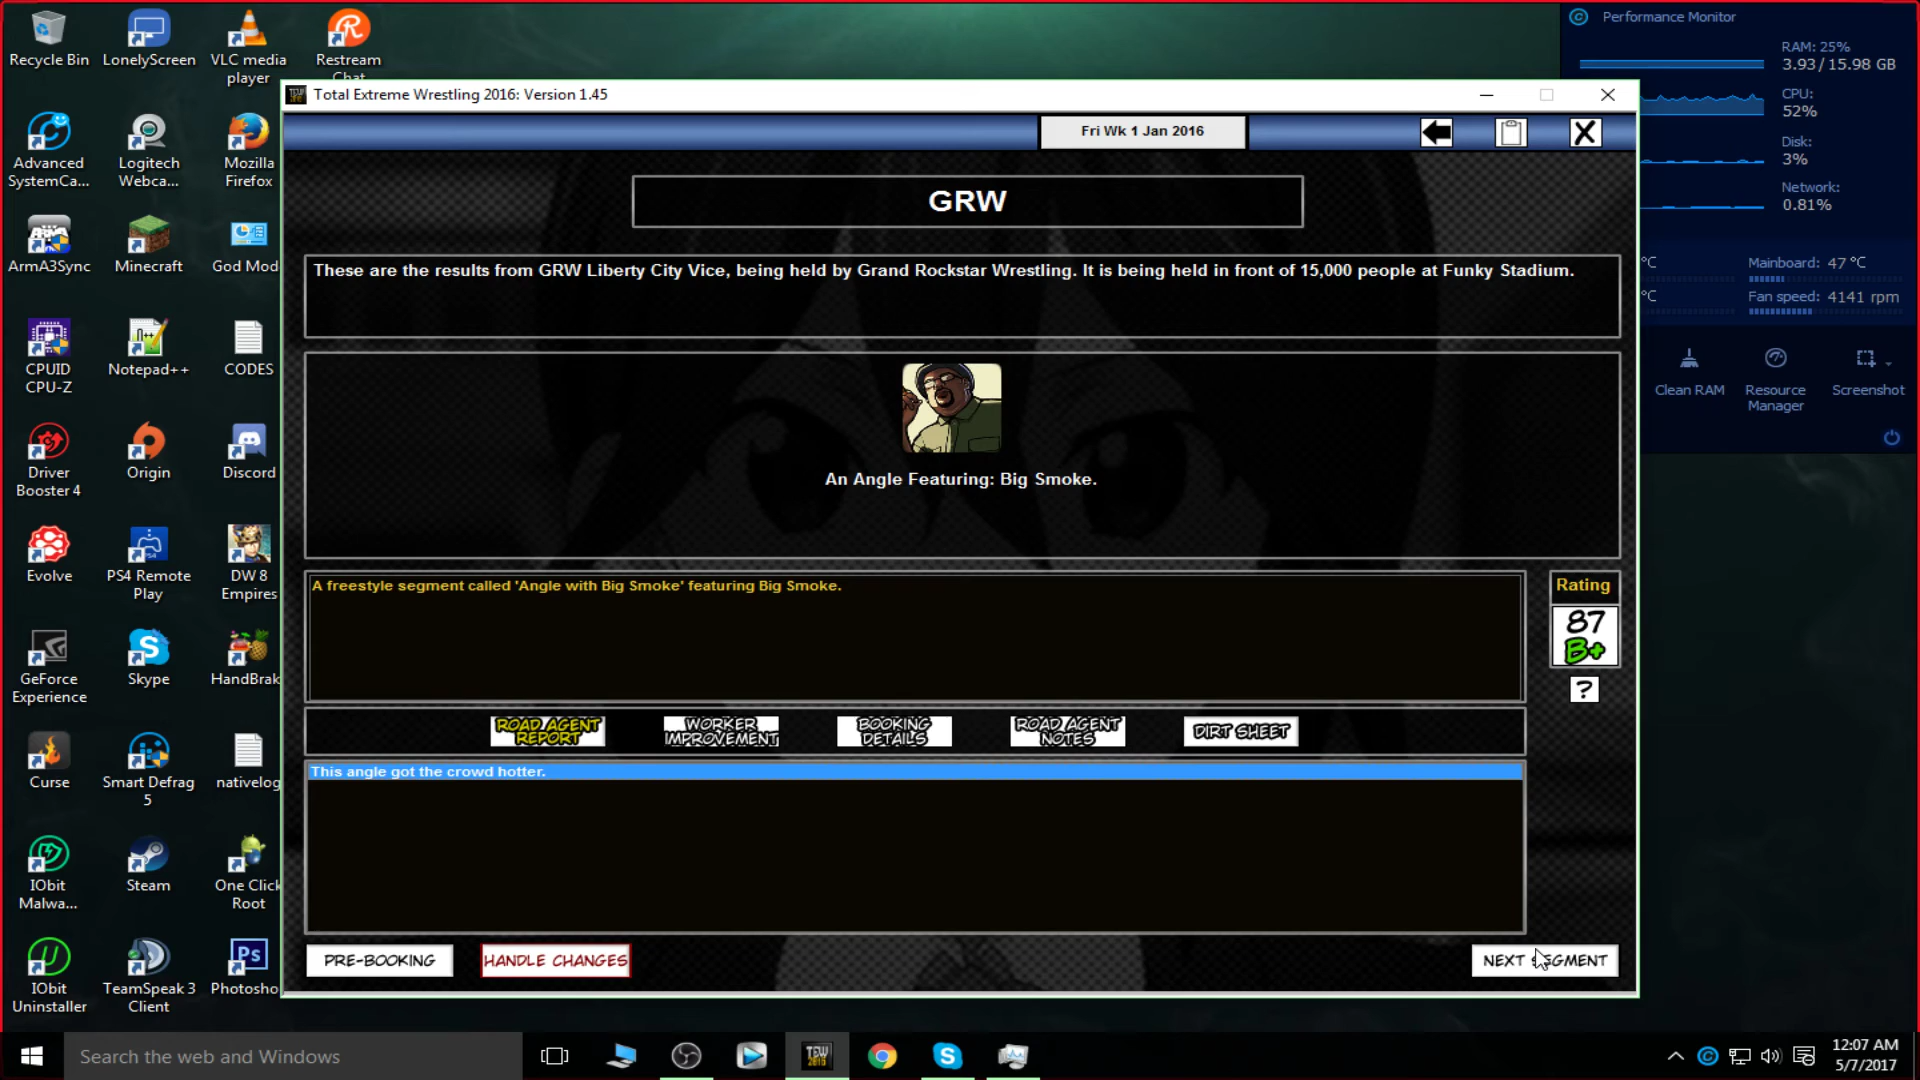 Recycle Bin
LonelyScreen
VLC media
player
Restream
Chat
Performance Monitor
RAM: 25%
3.93 / 15.98 GB
CPU:
52%
Disk:
3%
Network:
0.81%
°C
Mainboard: 47 °C
°C
Fan speed: 4141 rpm
Clean RAM
Resource
Manager
Screenshot
Total Extreme Wrestling 2016: Version 1.45
Fri Wk 1 Jan 2016
GRW
These are the results from GRW Liberty City Vice, being held by Grand Rockstar Wrestling. It is being held in front of 15,000 people at Funky Stadium.
An Angle Featuring: Big Smoke.
A freestyle segment called 'Angle with Big Smoke' featuring Big Smoke.
Rating
87
B+
?
ROAD AGENT
REPORT
WORKER
IMPROVEMENT
BOOKING
DETAILS
ROAD AGENT
NOTES
DIRT SHEET
This angle got the crowd hotter.
PRE-BOOKING
HANDLE CHANGES
NEXT SEGMENT
Advanced
SystemCa...
Logitech
Webca...
Mozilla
Firefox
ArmA3Sync
Minecraft
God Mod
CPUID
CPU-Z
Notepad++
CODES
Driver
Booster 4
Origin
Discord
Evolve
PS4 Remote
Play
DW 8
Empires
GeForce
Experience
Skype
HandBrak
Curse
Smart Defrag
5
nativelog
IObit
Malwa...
Steam
One Click
Root
IObit
Uninstaller
TeamSpeak 3
Client
Photosho
Search the web and Windows
TEW
2016
12:07 AM
5/7/2017